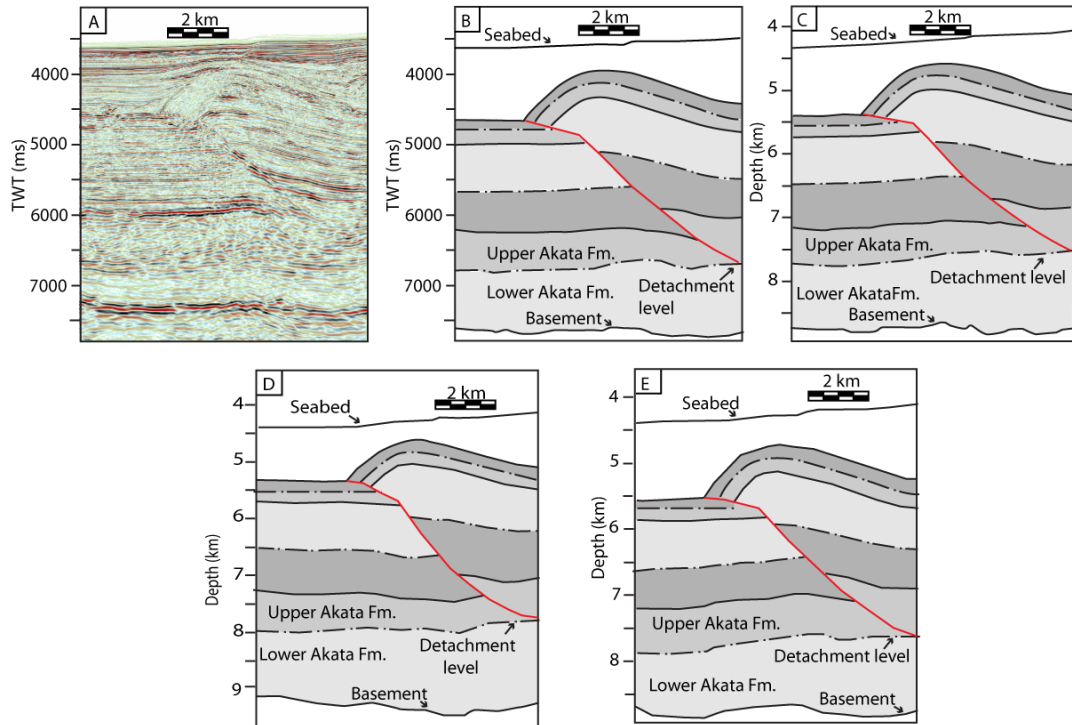 A
2 km
4000
5000
6000
7000
TWT (ms)
B
2 km
Seabed
4000
5000
6000
7000
TWT (ms)
Upper Akata Fm.
Lower Akata Fm.
Detachment
level
Basement
C
2 km
Seabed
4
5
6
7
8
Depth (km)
Upper Akata Fm.
Detachment level
Lower AkataFm.
Basement
D
2 km
Seabed
4
5
6
7
8
9
Depth (km)
Upper Akata Fm.
Lower Akata Fm.
Detachment
level
Basement
E
2 km
Seabed
4
5
6
7
8
Depth (km)
Upper Akata Fm.
Detachment level
Lower Akata Fm.
Basement